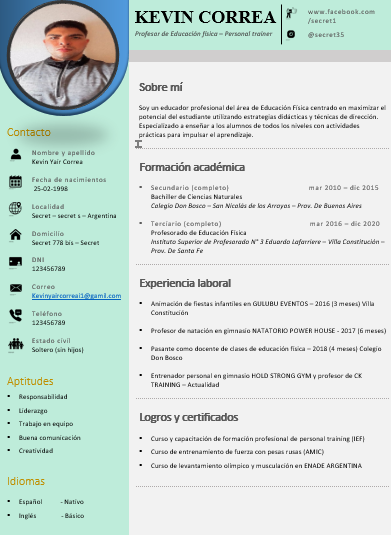 KEVIN CORREA
Profesor de Educación física – Personal trainer
www.facebook.com
/secret1
@secret35
Contacto
Nombre y apellido
Kevin Yair Correa
Fecha de nacimientos
25-02-1998
Localidad
Secret – secret s – Argentina
Domicilio
Secret 778 bis – Secret
DNI
123456789
Correo
Kevinyaircorreal1@gamil.com
Teléfono
123456789
Estado civil
Soltero (sin hijos)
Aptitudes
Responsabilidad
Liderazgo
Trabajo en equipo
Buena comunicación
Creatividad
Idiomas
Español - Nativo
Inglés - Básico
Sobre mí
Soy un educador profesional del área de Educación Física centrado en maximizar el
potencial del estudiante utilizando estrategias didácticas y técnicas de dirección.
Especializado a enseñar a los alumnos de todos los niveles con actividades
prácticas para impulsar el aprendizaje.
Formación académica
Secundario (completo) mar 2010 – dic 2015
Bachiller de Ciencias Naturales
Colegio Don Bosco – San Nicolás de los Arroyos – Prov. De Buenos Aires
Terciario (completo) mar 2016 – dic 2020
Profesorado de Educación Física
Instituto Superior de Profesorado N° 3 Eduardo Lafarriere – Villa Constitución –
Prov. De Santa Fe
Experiencia laboral
Animación de fiestas infantiles en GULUBU EVENTOS – 2016 (3 meses) Villa
Constitución
Profesor de natación en gimnasio NATATORIO POWER HOUSE - 2017 (6 meses)
Pasante como docente de clases de educación física – 2018 (4 meses) Colegio
Don Bosco
Entrenador personal en gimnasio HOLD STRONG GYM y profesor de CK
TRAINING – Actualidad
Logros y certificados
Curso y capacitación de formación profesional de personal training (IEF)
Curso de entrenamiento de fuerza con pesas rusas (AMIC)
Curso de levantamiento olímpico y musculación en ENADE ARGENTINA